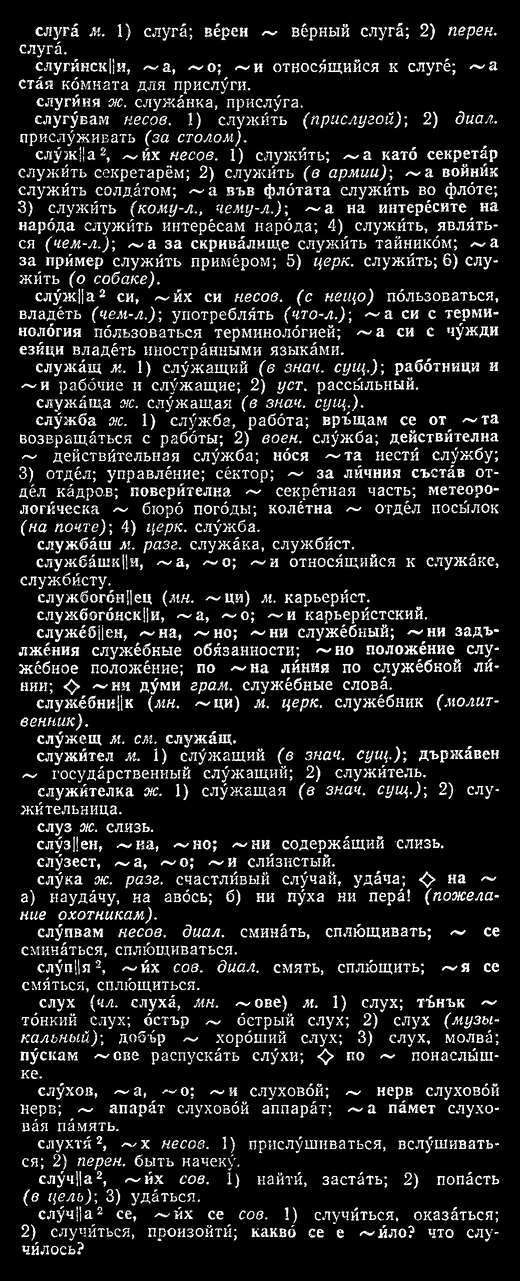 слуга́ м. 1) слуга́; ве́рен ～ ве́рный слуга́; 2) перен.
слуга.
слуги́нск||и, ～а, ～о; ～и относя́щийся к слуге́; ～а
ста́я ко́мната для прислу́ги.
слуги́ня ж. служа́нка, прислу́га.
слугу́вам несов. 1) служи́ть (прислугой); 2) диал.
прислу́живать (за столом).
слу́ж||а², ～их несов. 1) служи́ть; ～а като́ секрета́р
служи́ть секретарём; 2) служи́ть (в армии); ～а войни́к
служи́ть солда́том; ～а във фло́тата служи́ть во фло́те;
3) служи́ть (кому-л., чему-л.); ～а на интере́сите на
наро́да служи́ть интере́сам наро́да; 4) служи́ть, явля́ть-
ся (чем-л.); ～а за скрива́лище служи́ть тайнико́м; ～а
за при́мер служи́ть приме́ром; 5) церк. служи́ть; 6) слу-
жи́ть (о собаке).
слу́ж||а² си, ～их си несов. (с нещо) по́льзоваться,
владе́ть (чем-л.); употребля́ть (что-л.); ～а си с терми-
ноло́гия по́льзоваться терминоло́гией; ～а си с чу́жди
ези́ци владе́ть иностра́нными языка́ми.
слу́жащ м. 1) слу́жащий (в знач. сущ.); рабо́тници и
～и рабо́чие и слу́жащие; 2) уст. рассы́льный.
слу́жаща ж. слу́жащая (в знач. сущ.).
слу́жба ж. 1) слу́жба, рабо́та; връ́щам се от ～та
возвраща́ться с рабо́ты; 2) воен. слу́жба; действи́телна
～ действи́тельная слу́жба; но́ся ～та нести́ слу́жбу;
3) отде́л; управле́ние; се́ктор; ～ за ли́чния съста́в от-
де́л ка́дров; повери́телна ～ секре́тная часть; метеоро-
логи́ческа ～ бюро́ пого́ды; коле́тна ～ отде́л посы́лок
(на почте); 4) церк. слу́жба.
служба́ш м. разг. служа́ка, служби́ст.
служба́шк||и, ～а, ～о; ～и относя́щийся к служа́ке,
служби́сту.
службого́н||ец (мн. ～ци) м. карьери́ст.
службого́нск||и, ～а, ～о; ～и карьери́стский.
служе́б||ен, ～на, ～но; ～ни служе́бный; ～ни задъ-
лже́ния служе́бные обя́занности; ～но положе́ние слу-
же́бное положе́ние; по ～на ли́ния по служе́бной ли́-
нии; ◇ ～ни ду́ми грам. служе́бные слова́.
служе́бни||к (мн. ～ци) м. церк. служе́бник (молит-
венник).
слу́жещ м. см. слу́жащ.
служи́тел м. 1) слу́жащий (в знач. сущ.); държа́вен
～ госуда́рственный слу́жащий; 2) служи́тель.
служи́телка ж. 1) слу́жащая (в знач. сущ.); 2) слу-
жи́тельница.
слуз ж. слизь.
слу́з||ен, ～на, ～но; ～ни содержа́щий слизь.
слу́зест, ～а, ～о; ～и сли́зистый.
слу́ка ж. разг. счастли́вый слу́чай, уда́ча; ◇ на ～
а) науда́чу, на аво́сь; б) ни пу́ха ни пера́! (пожела-
ние охотникам).
слу́пвам несов. диал. смина́ть, сплю́щивать; ～ се
смина́ться, сплю́щиваться.
слу́п||я², ～их сов. диал. смять, сплю́щить; ～я се
смя́ться, сплю́щиться.
слух (чл. слуха́, мн. ～ове) м. 1) слух; тъ́нък ～
то́нкий слух; о́стър ～ о́стрый слух; 2) слух (музы-
кальный); добъ́р ～ хоро́ший слух; 3) слух, молва́;
пу́скам ～ове распуска́ть слу́хи; ◇ по ～ понаслы́ш-
ке.
слу́хов, ～а, ～о; ～и слухово́й; ～ нерв слухово́й
нерв; ～ апара́т слухово́й аппара́т; ～а па́мет слухо-
ва́я па́мять.
слухтя́², ～х несов. 1) прислу́шиваться, вслу́шивать-
ся; 2) перен. быть начеку́.
слу́ч||а², ～их сов. 1) найти́, заста́ть; 2) попа́сть
(в цель); 3) уда́ться.
слу́ч||а² се, ～их се сов. 1) случи́ться, оказа́ться;
2) случи́ться, произойти́; какво́ се е ～ило? что слу-
чи́лось?